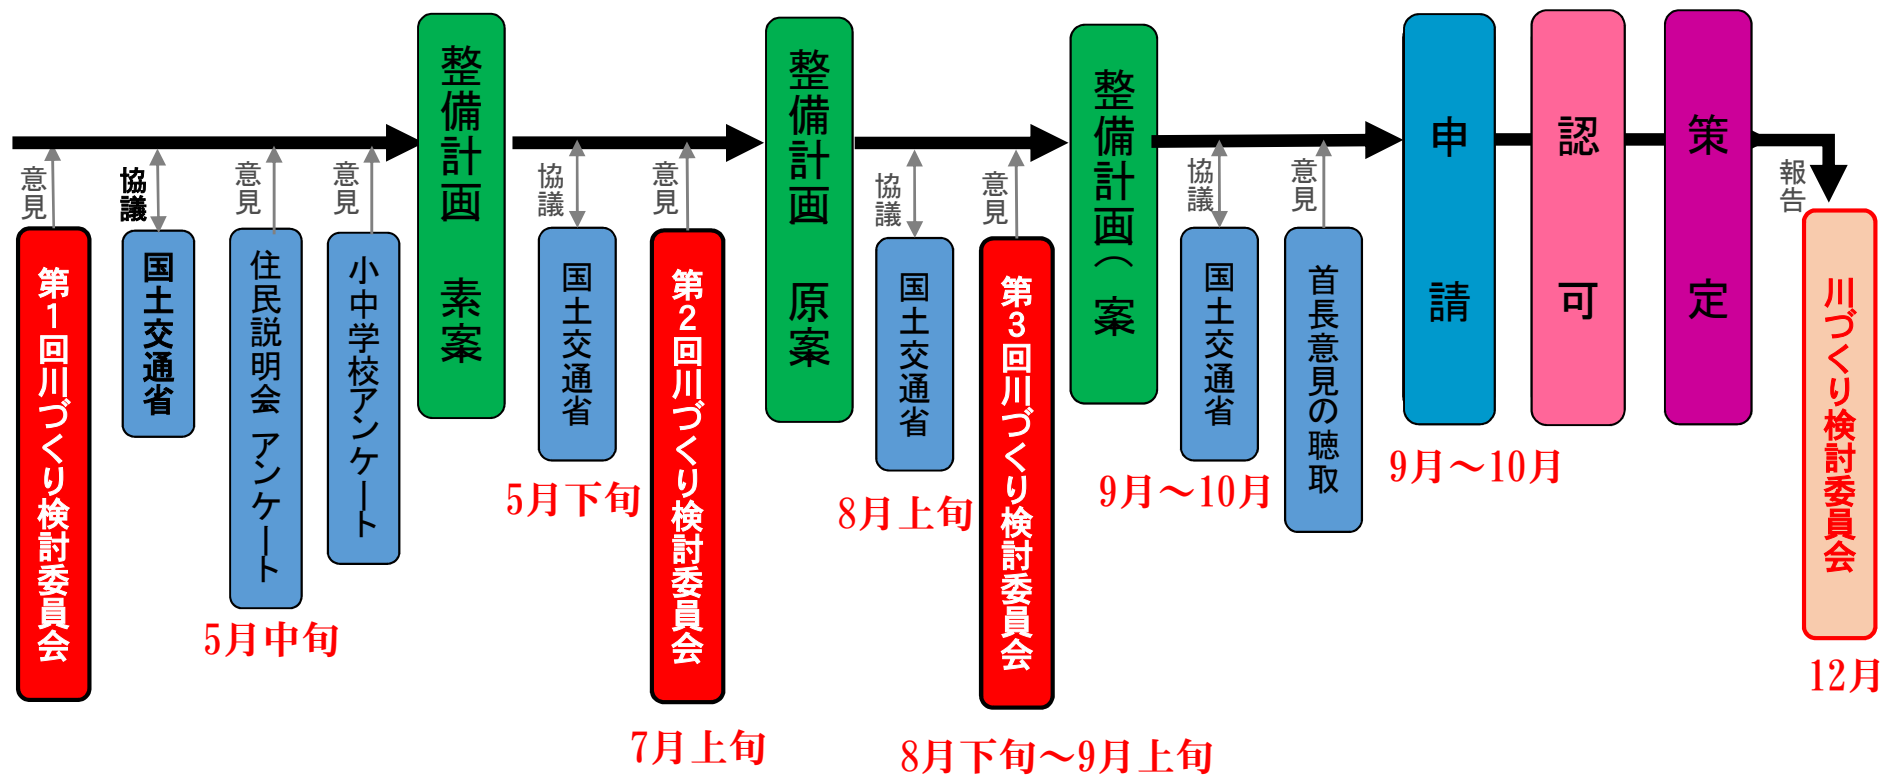 意見
第1回川づくり検討委員会
協議
国土交通省
意見
住民説明会 アンケート
5月中旬
意見
小中学校アンケート
整備計画 素案
協議
国土交通省
5月下旬
意見
第2回川づくり検討委員会
7月上旬
整備計画 原案
協議
国土交通省
8月上旬
意見
第3回川づくり検討委員会
8月下旬～9月上旬
整備計画（案
協議
国土交通省
9月～10月
意見
首長意見の聴取
申請
9月～10月
認可
策定
報告
川づくり検討委員会
12月